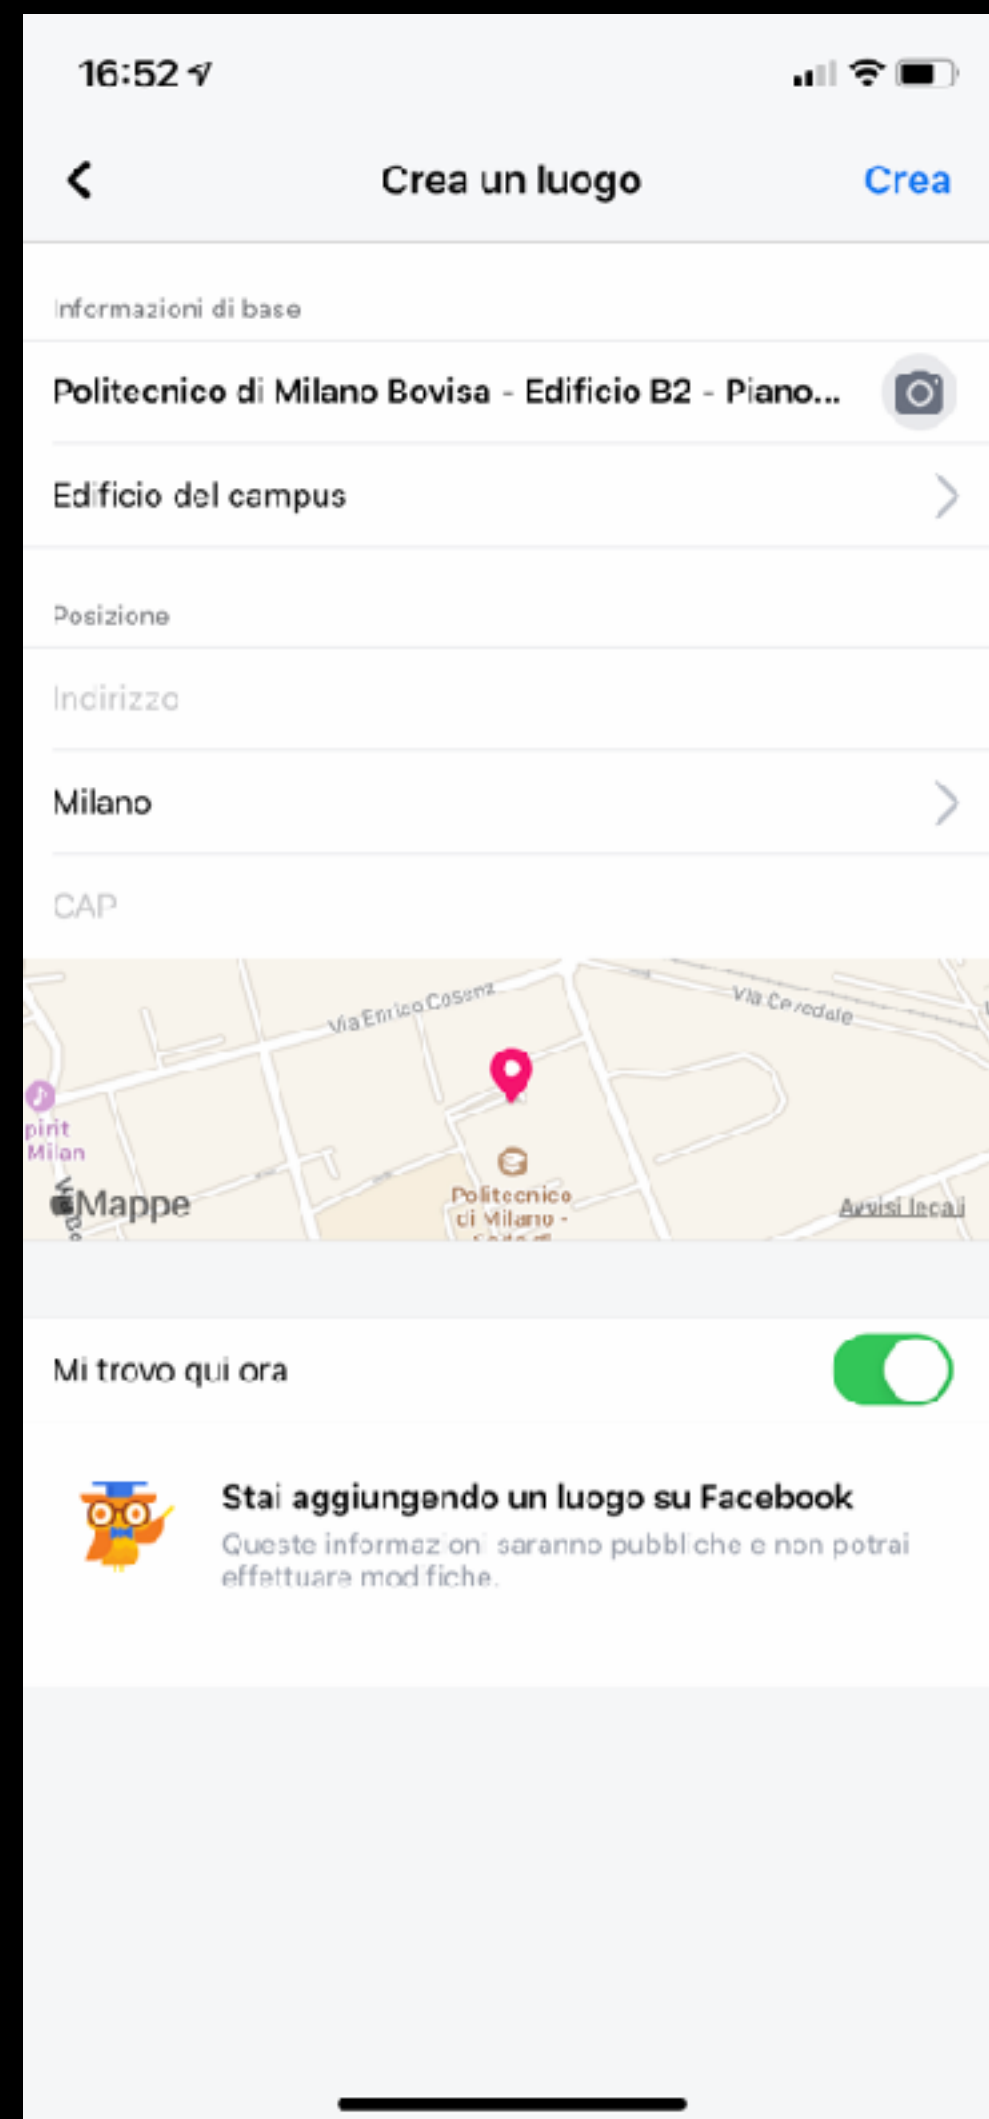 16:52
Crea un luogo
Crea
Informazioni di base
Politecnico di Milano Bovisa - Edificio B2 - Piano...
Edificio del campus
Posizione
Indirizzo
Milano
CAP
Via Enrico Cosenz
Via Ceredale
pirit
Milan
Mappe
Politecnico
di Milano -
Avvisi legali
Mi trovo qui ora
Stai aggiungendo un luogo su Facebook
Queste informazioni saranno pubbliche e non potrai
effettuare modifiche.